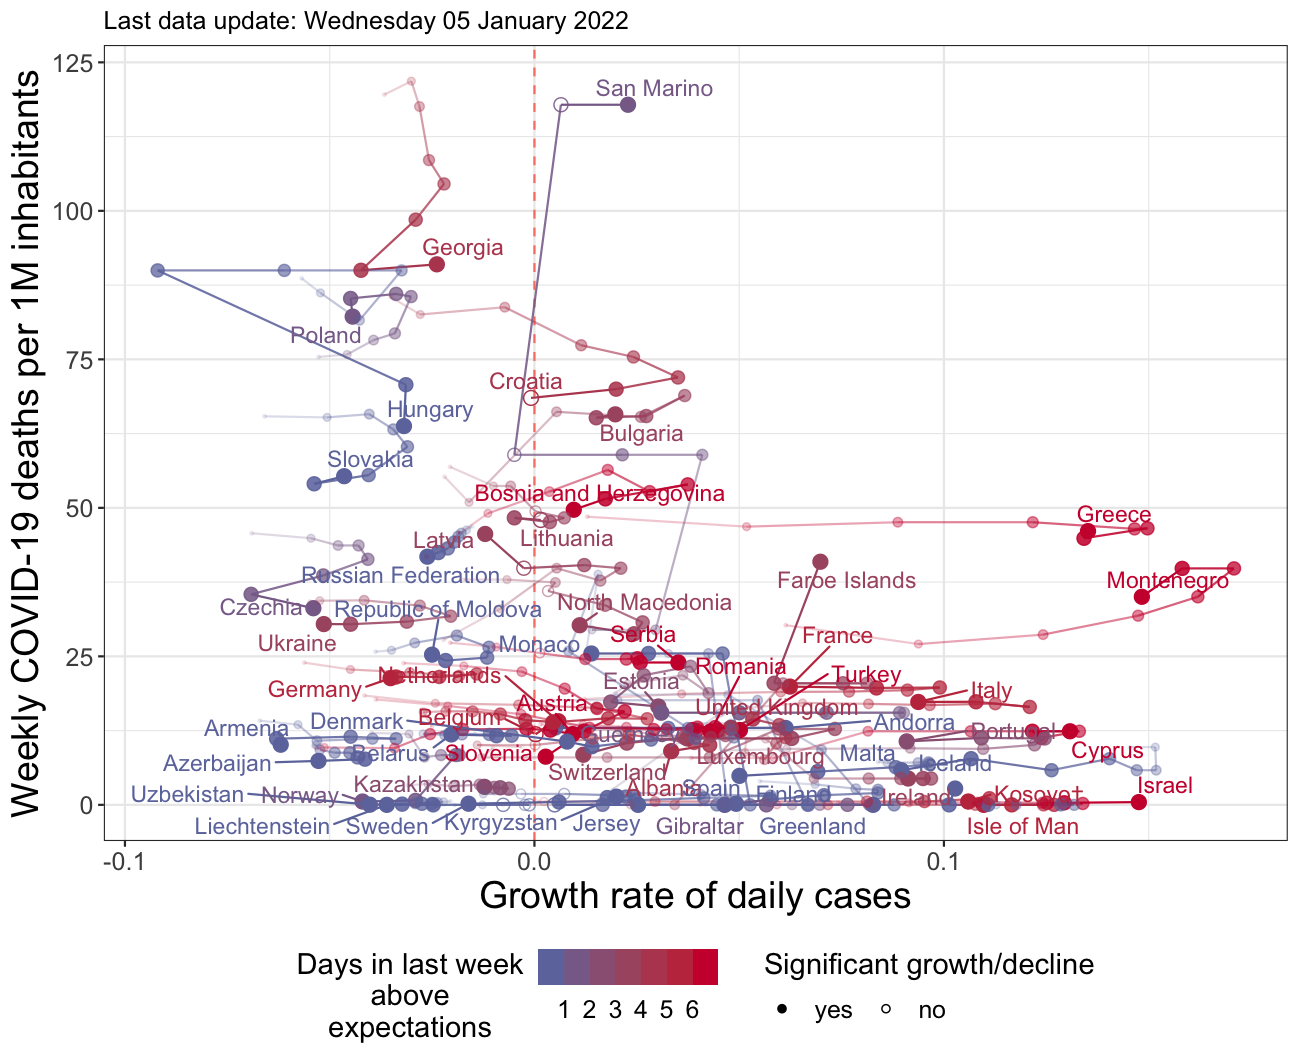 Last data update: Wednesday 05 January 2022
Weekly COVID-19 deaths per 1M inhabitants
125
100
75
50
25
0
San Marino
Georgia
Poland
Croatia
Hungary
Bulgaria
Slovakia
Bosnia and Herzegovina
Greece
Lithuania
Latvia
Russian Federation
Faroe Islands
Montenegro
Czechia
Republic of Moldova
North Macedonia
Ukraine
Monaco
Serbia
France
Romania
Germany
Netherlands
Estonia
Turkey
Italy
Austria
United Kingdom
Armenia
Denmark
Belgium
Andorra
Portugal
Azerbaijan
Belarus
Slovenia
Luxembourg
Malta
Iceland
Cyprus
Switzerland
Kazakhstan
Albania
Spain
Finland
Ireland
Kosovo†
Israel
Uzbekistan
Norway
Liechtenstein
Sweden
Kyrgyzstan
Jersey
Gibraltar
Greenland
Isle of Man
-0.1
0.0
0.1
Growth rate of daily cases
Days in last week
above
expectations
1 2 3 4 5 6
Significant growth/decline
yes
no